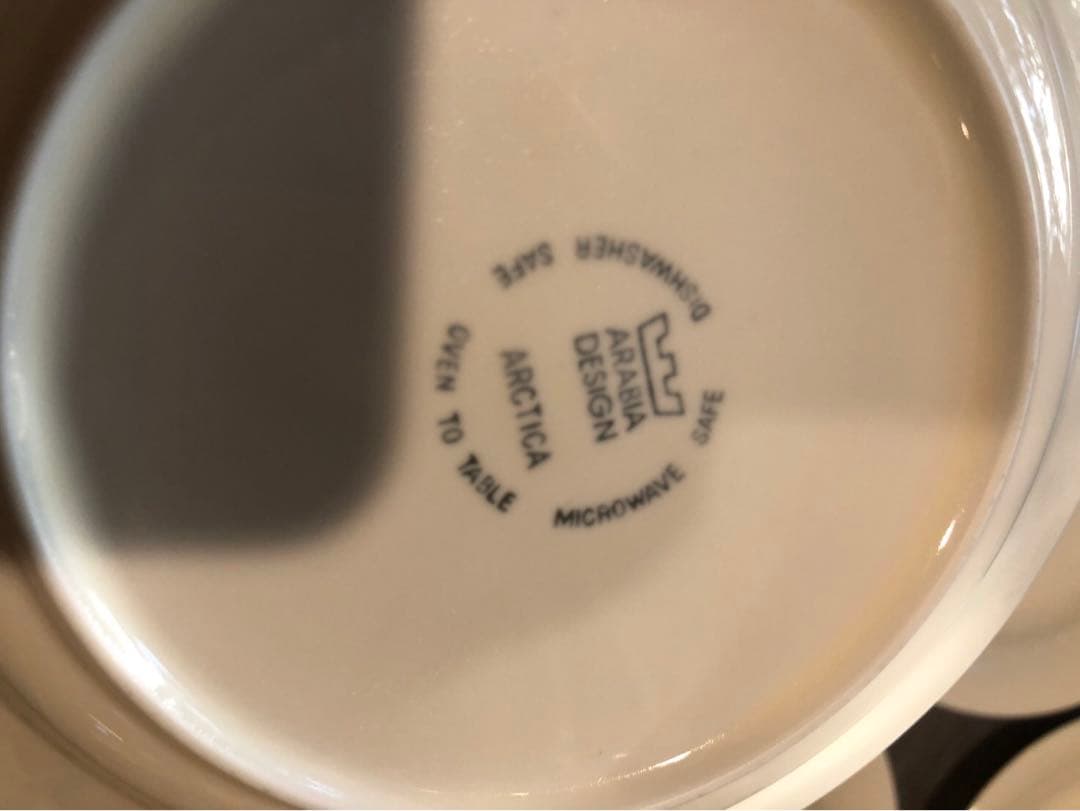 ARABIA
DESIGN
ARCTICA
OVEN TO TABLE
MICROWAVE SAFE
DISHWASHER SAFE